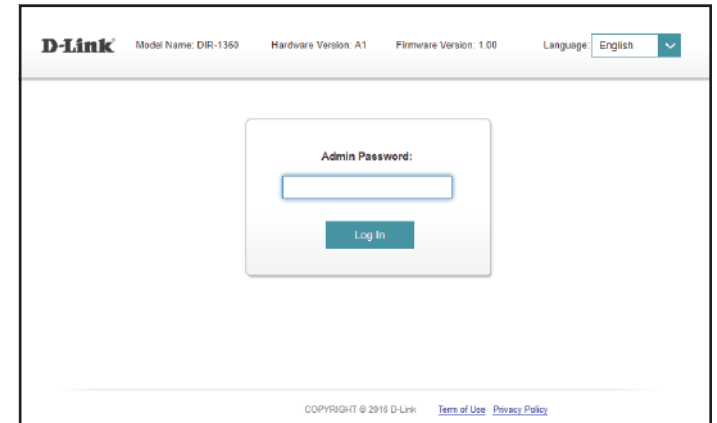 D-Link Model Name: DIR-1360 Hardware Version: A1 Firmware Version: 1.00 Language: English
Admin Password:
Log In
COPYRIGHT © 2016 D-Link Term of Use Privacy Policy